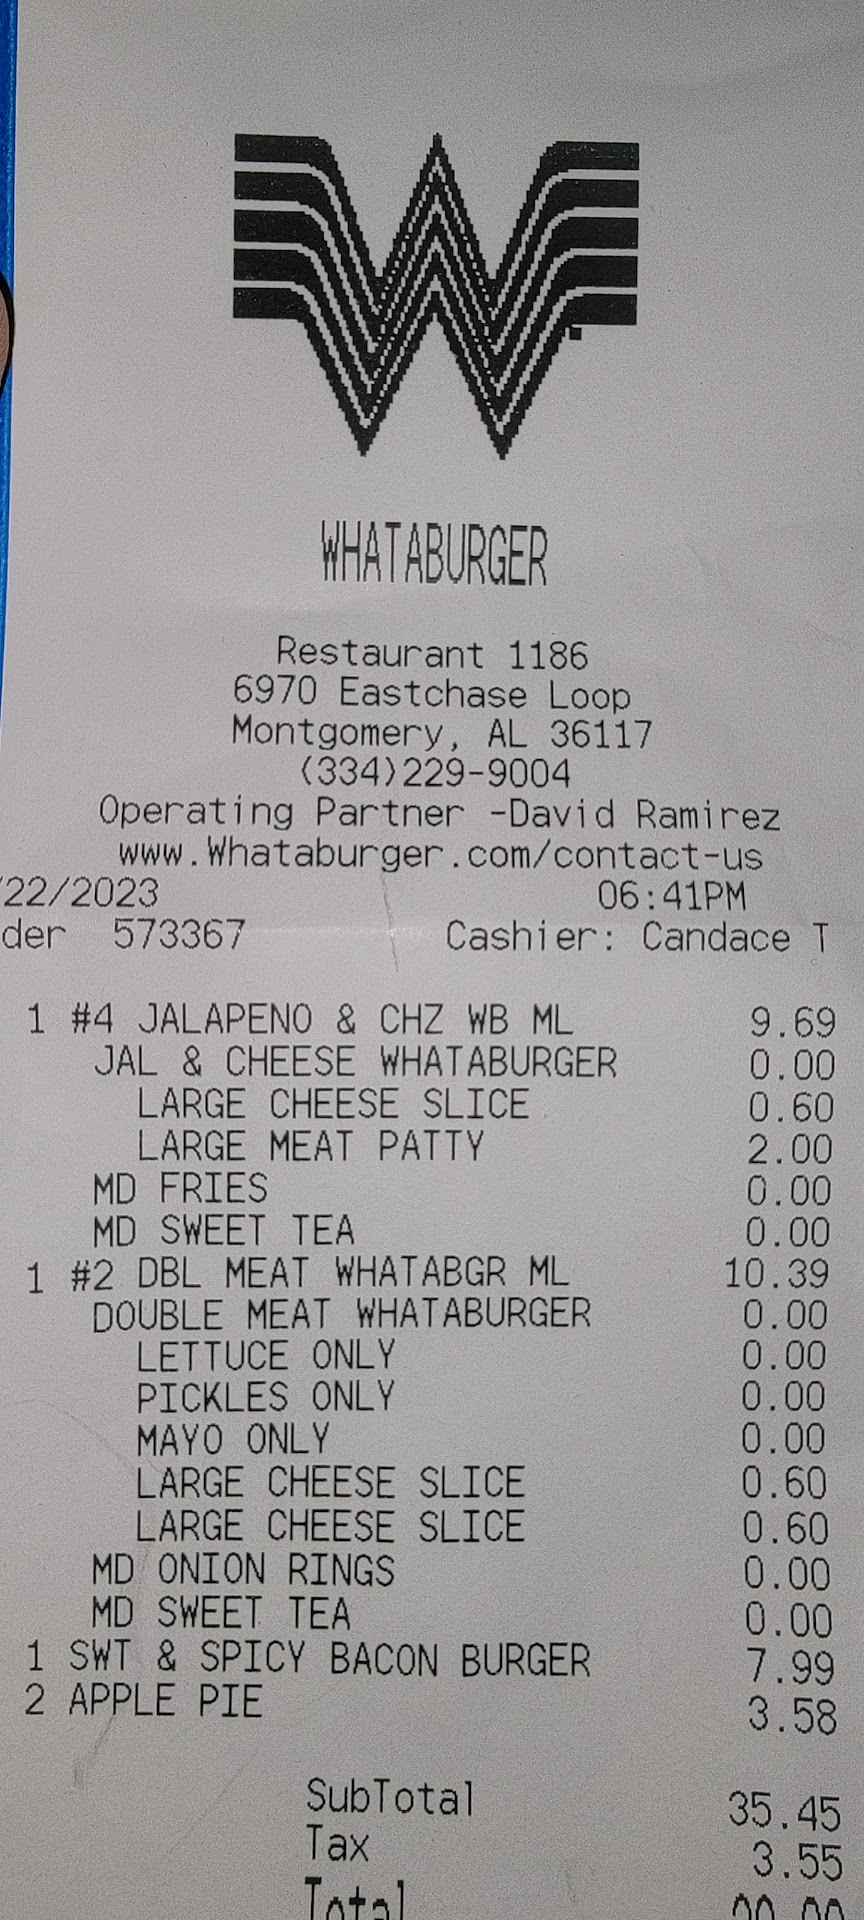 WHATABURGER
Restaurant 1186
6970 Eastchase Loop
Montgomery, AL 36117
(334)229-9004
Operating Partner -David Ramirez
www.Whataburger.com/contact-us
/22/2023 06:41PM
der 573367 Cashier: Candace T
1 #4 JALAPENO & CHZ WB ML 9.69
JAL & CHEESE WHATABURGER 0.00
LARGE CHEESE SLICE 0.60
LARGE MEAT PATTY 2.00
MD FRIES 0.00
MD SWEET TEA 0.00
1 #2 DBL MEAT WHATABGR ML 10.39
DOUBLE MEAT WHATABURGER 0.00
LETTUCE ONLY 0.00
PICKLES ONLY 0.00
MAYO ONLY 0.00
LARGE CHEESE SLICE 0.60
LARGE CHEESE SLICE 0.60
MD ONION RINGS 0.00
MD SWEET TEA 0.00
1 SWT & SPICY BACON BURGER 7.99
2 APPLE PIE 3.58
SubTotal 35.45
Tax 3.55
Total